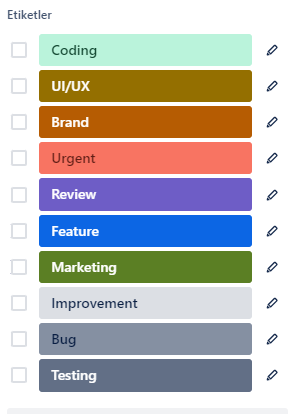 Etiketler
Coding
UI/UX
Brand
Urgent
Review
Feature
Marketing
Improvement
Bug
Testing